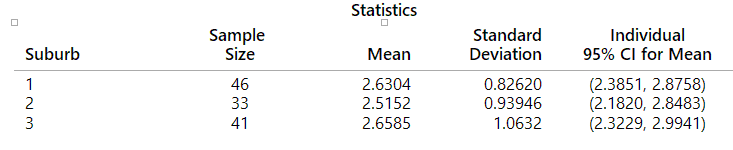 Statistics
Sample Standard Individual
Suburb Size Mean Deviation 95% CI for Mean
1 46 2.6304 0.82620 (2.3851, 2.8758)
2 33 2.5152 0.93946 (2.1820, 2.8483)
3 41 2.6585 1.0632 (2.3229, 2.9941)